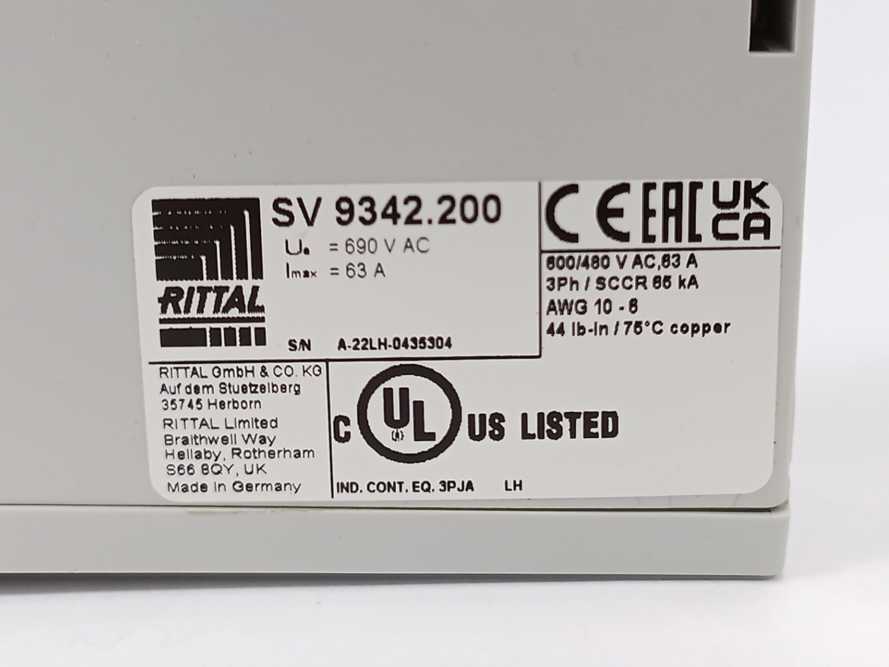 RITTAL
SV 9342.200
Ue = 690 V AC
Imax = 63 A
S/N A-22LH-0435304
CE EAC UK CA
600/480 V AC,63 A
3Ph / SCCR 65 kA
AWG 10 - 6
44 lb-in / 75°C copper
RITTAL GmbH & CO. KG
Auf dem Stuetzelberg
35745 Herborn
RITTAL Limited
Braithwell Way
Hellaby, Rotherham
S66 8QY, UK
Made in Germany
C UL US LISTED
IND. CONT. EQ. 3PJA LH